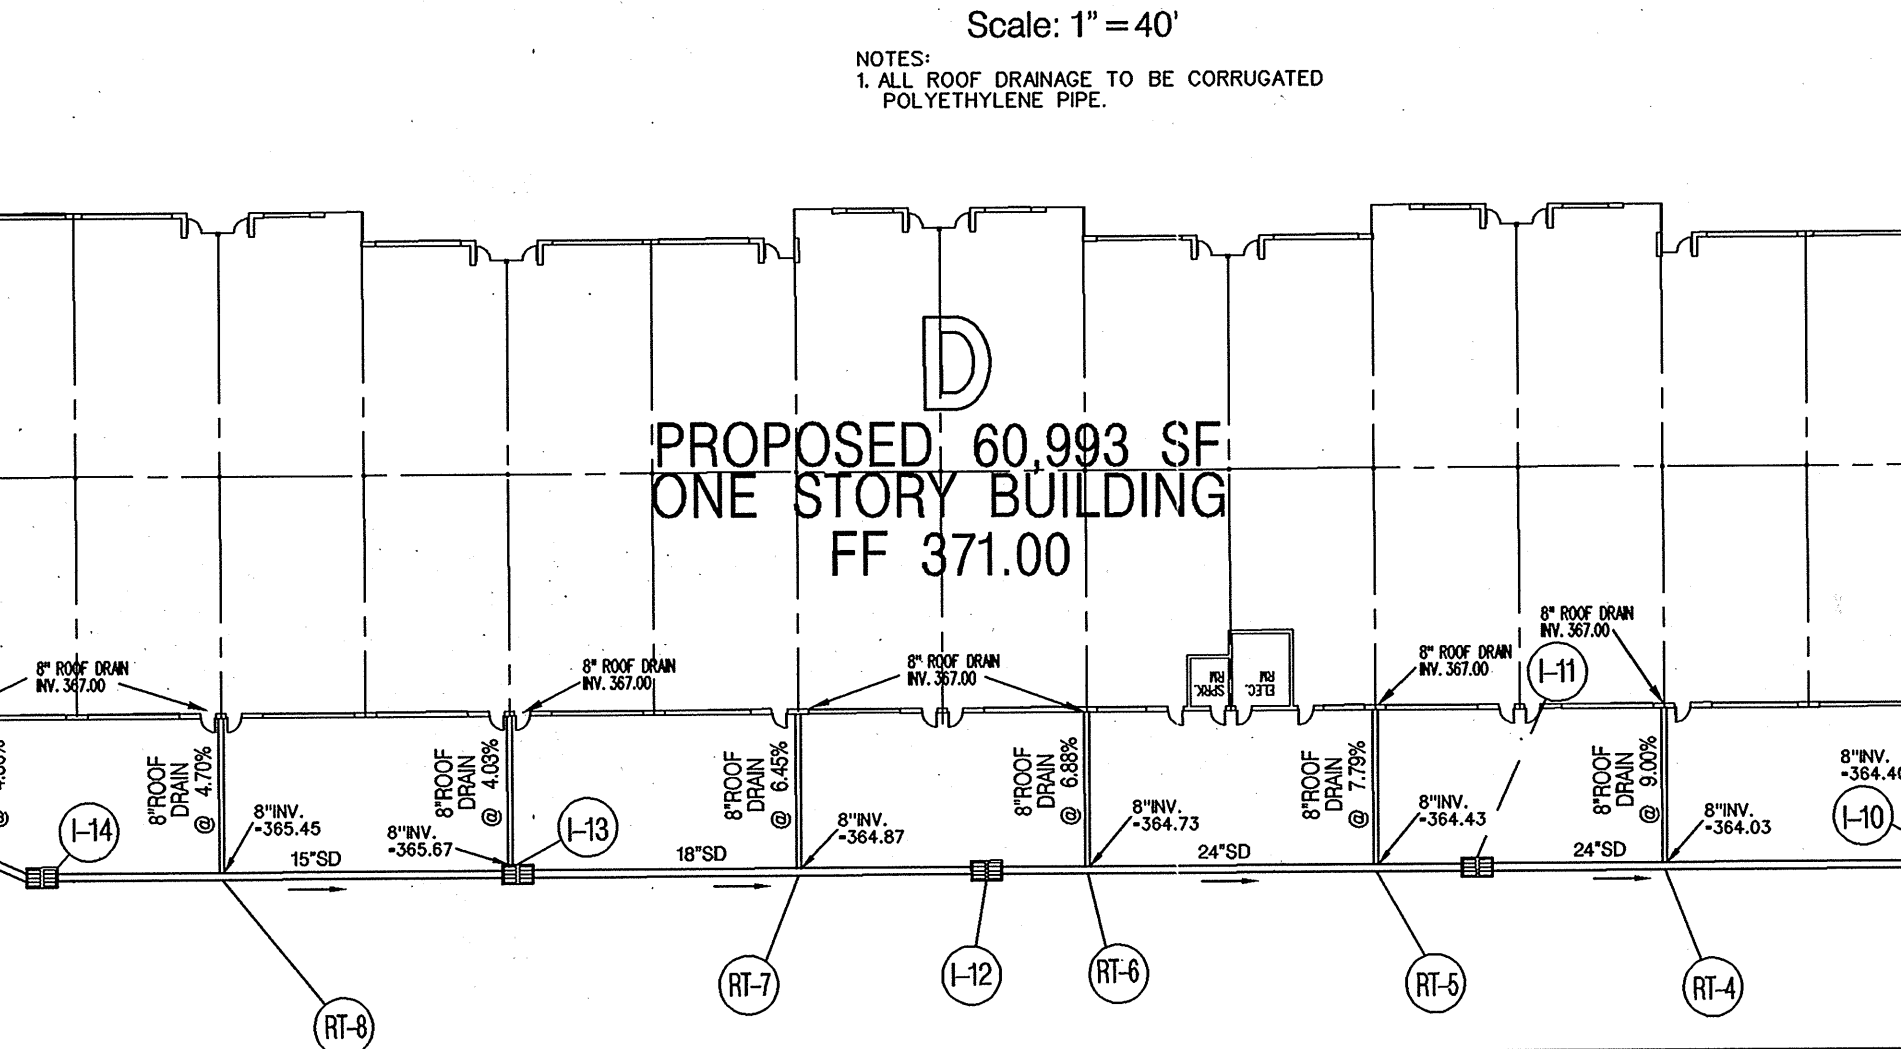 Scale: 1" = 40'
NOTES:
1. ALL ROOF DRAINAGE TO BE CORRUGATED
POLYETHYLENE PIPE.
D
PROPOSED 60,993 SF
ONE STORY BUILDING
FF 371.00
8" ROOF DRAIN
INV. 367.00
8" ROOF DRAIN
INV. 367.00
8" ROOF DRAIN
INV. 367.00
8" ROOF DRAIN
INV. 367.00
8" ROOF DRAIN
INV. 367.00
SPRK.
RM
ELEC.
RM
I-11
8"ROOF
DRAIN
@ 4.70%
8"ROOF
DRAIN
@ 4.03%
8"ROOF
DRAIN
@ 6.45%
8"ROOF
DRAIN
@ 6.88%
8"ROOF
DRAIN
@ 7.79%
8"ROOF
DRAIN
@ 9.00%
I-14
8"INV.
=365.45
8"INV.
=365.67
I-13
8"INV.
=364.87
8"INV.
=364.73
8"INV.
=364.43
8"INV.
=364.03
8"INV.
I-10
15"SD
18"SD
24"SD
24"SD
RT-8
RT-7
I-12
RT-6
RT-5
RT-4